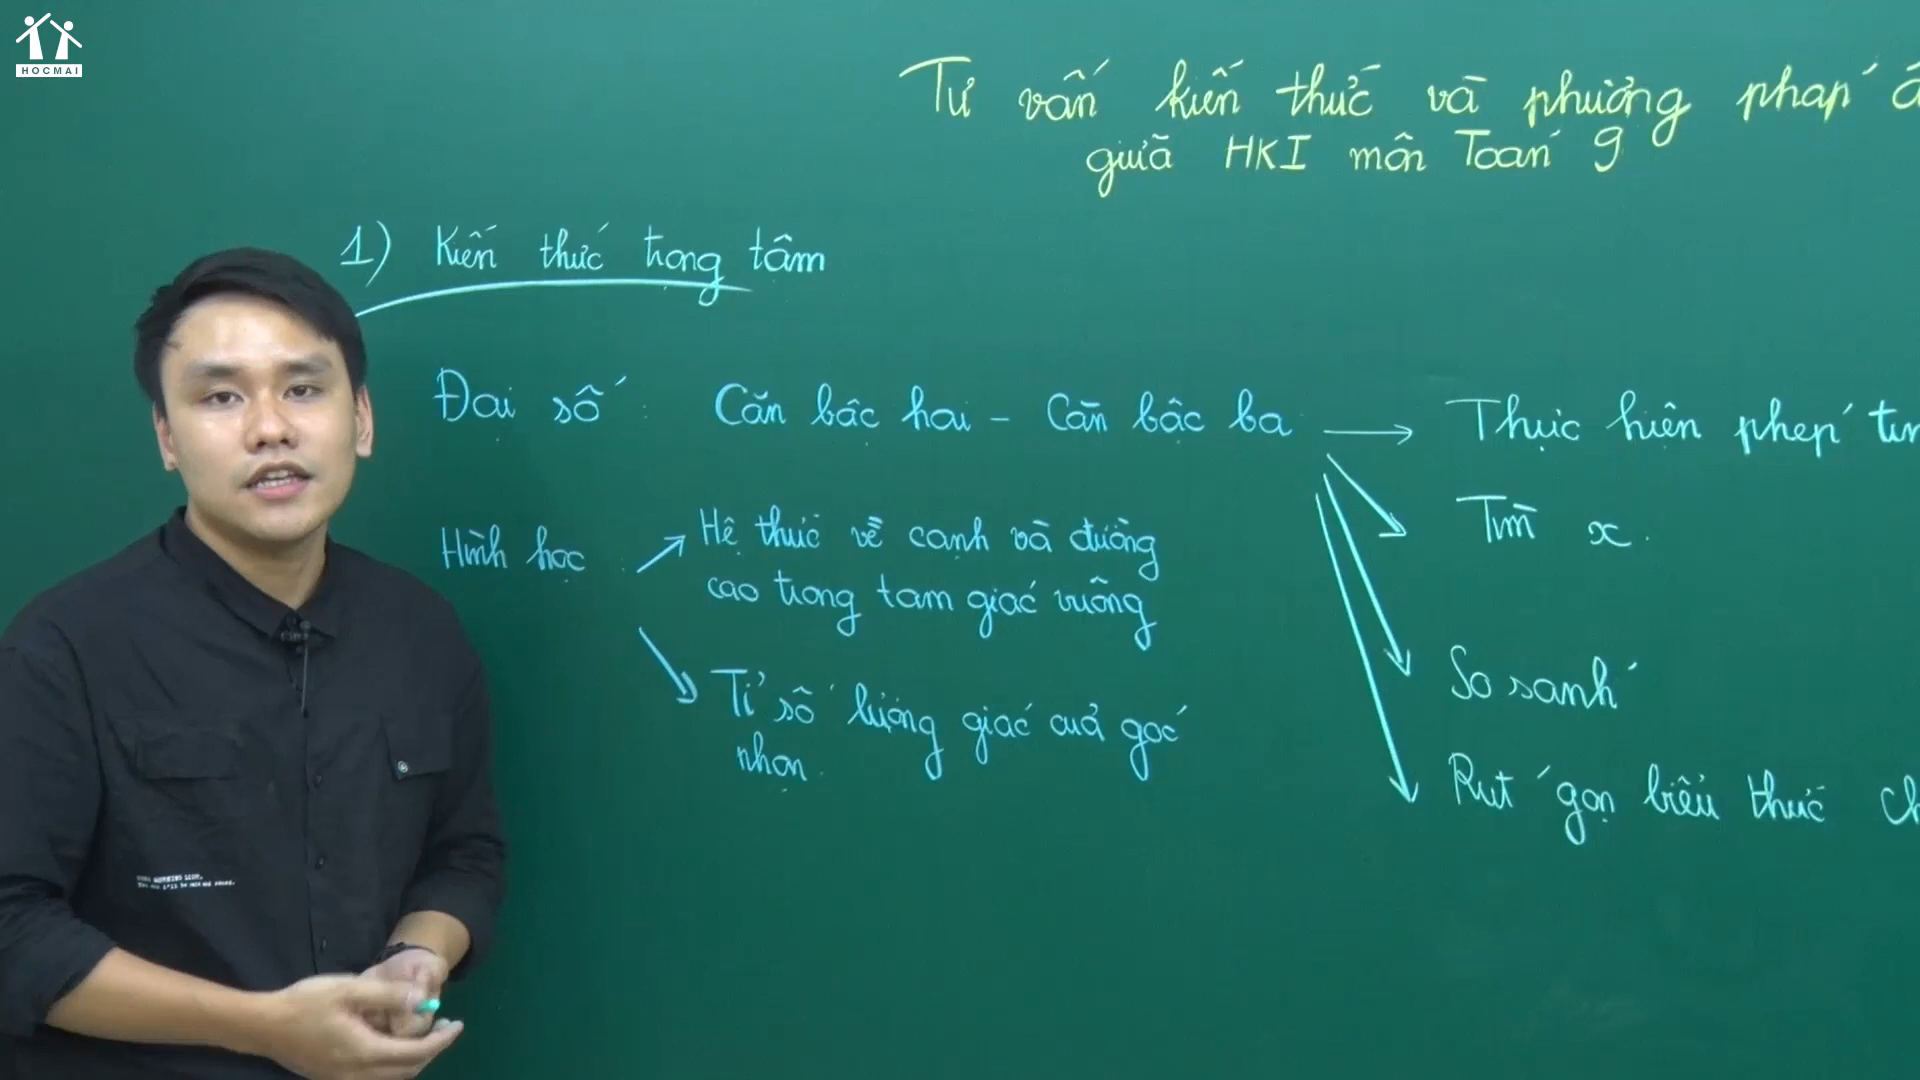 HOCMAI
Tư vấn kiến thức và phương pháp
giữa HKI môn Toán 9
1) Kiến thức trọng tâm
Đại số : Căn bậc hai - Căn bậc ba → Thực hiện phép
Tìm x.
Hình học : Hệ thức về cạnh và đường
cao trong tam giác vuông
So sánh
Tỉ số lượng giác của góc
nhọn.
Rút gọn biểu thức